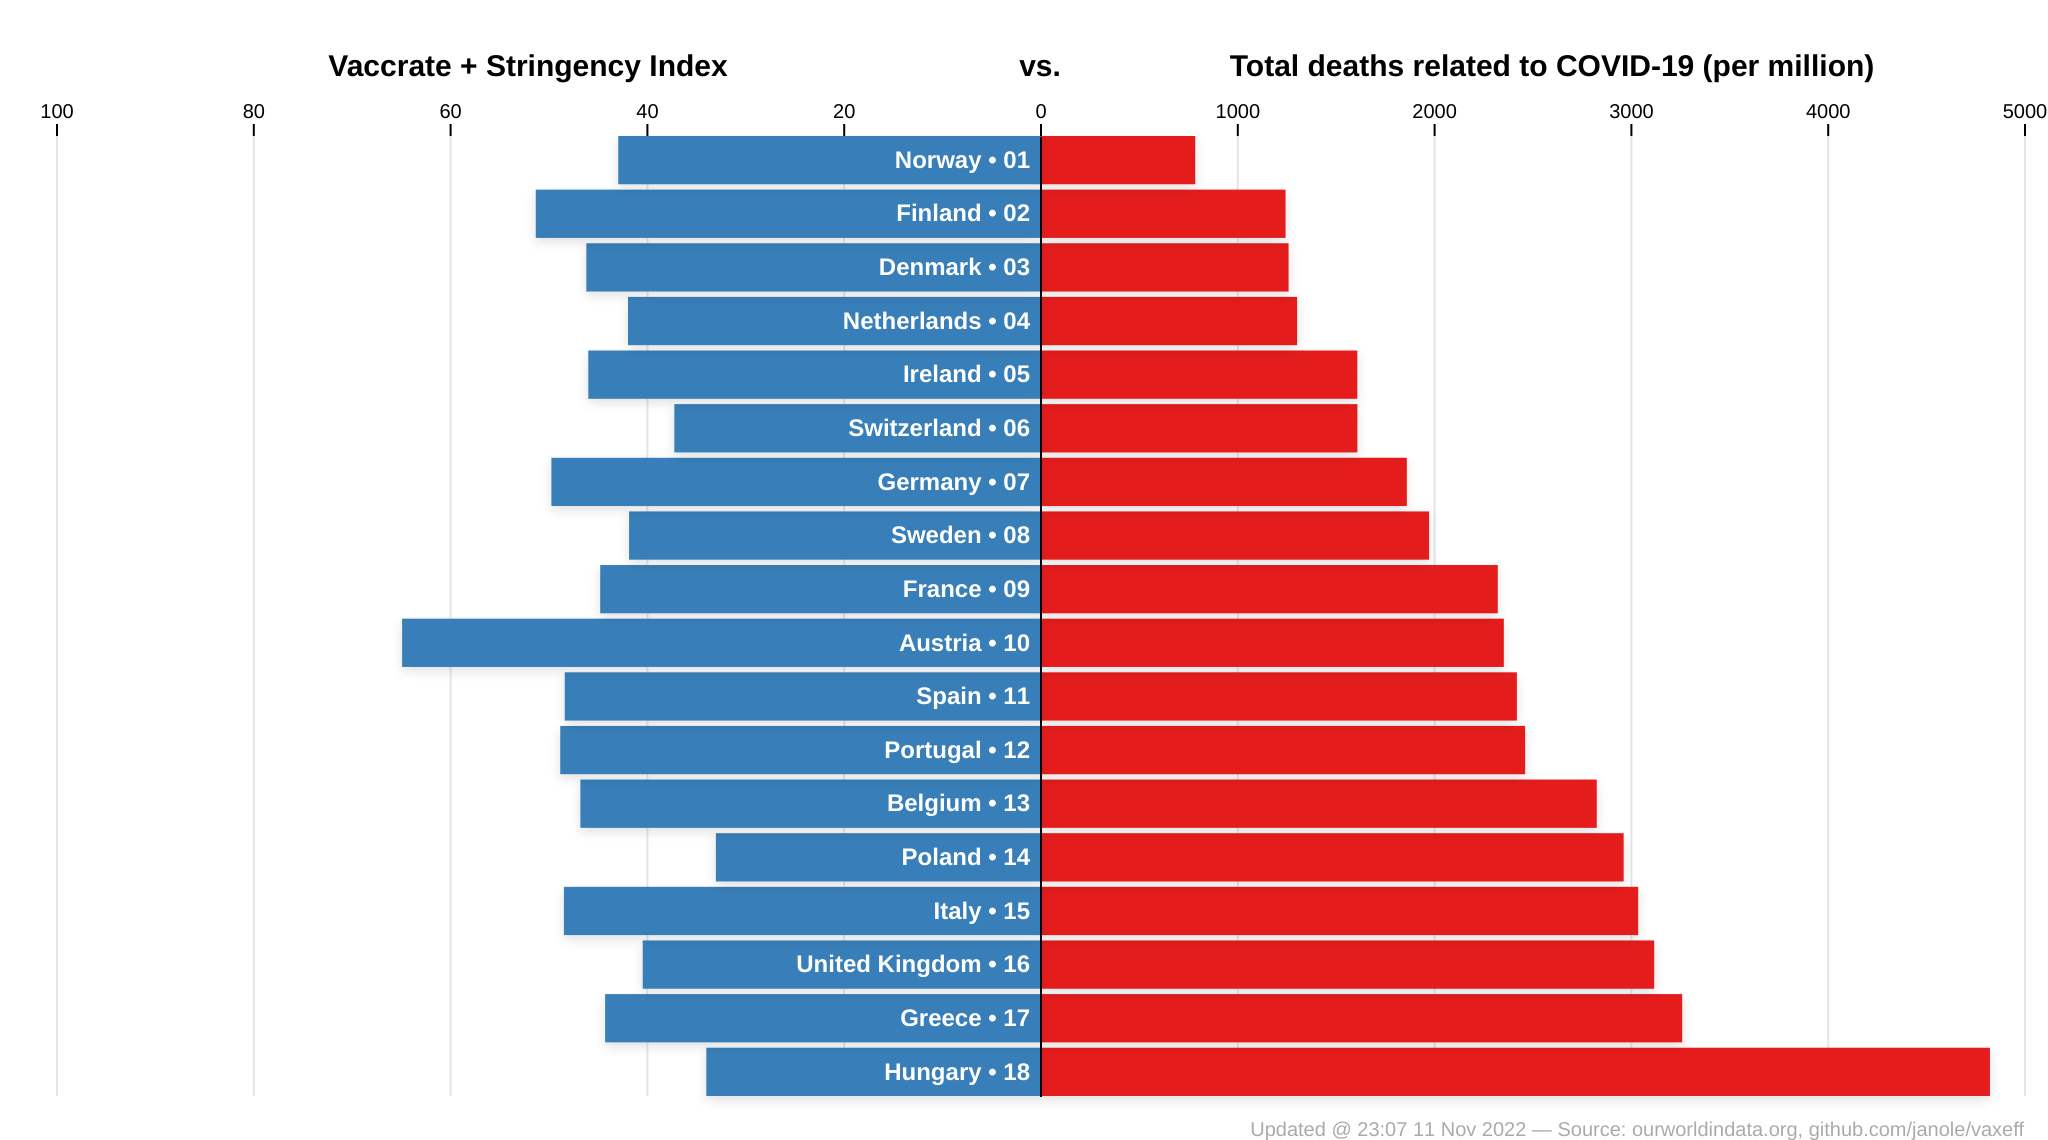 Vaccrate + Stringency Index vs. Total deaths related to COVID-19 (per million)
100 80 60 40 20 0 1000 2000 3000 4000 5000
Norway • 01
Finland • 02
Denmark • 03
Netherlands • 04
Ireland • 05
Switzerland • 06
Germany • 07
Sweden • 08
France • 09
Austria • 10
Spain • 11
Portugal • 12
Belgium • 13
Poland • 14
Italy • 15
United Kingdom • 16
Greece • 17
Hungary • 18
Updated @ 23:07 11 Nov 2022 — Source: ourworldindata.org, github.com/janole/vaxeff